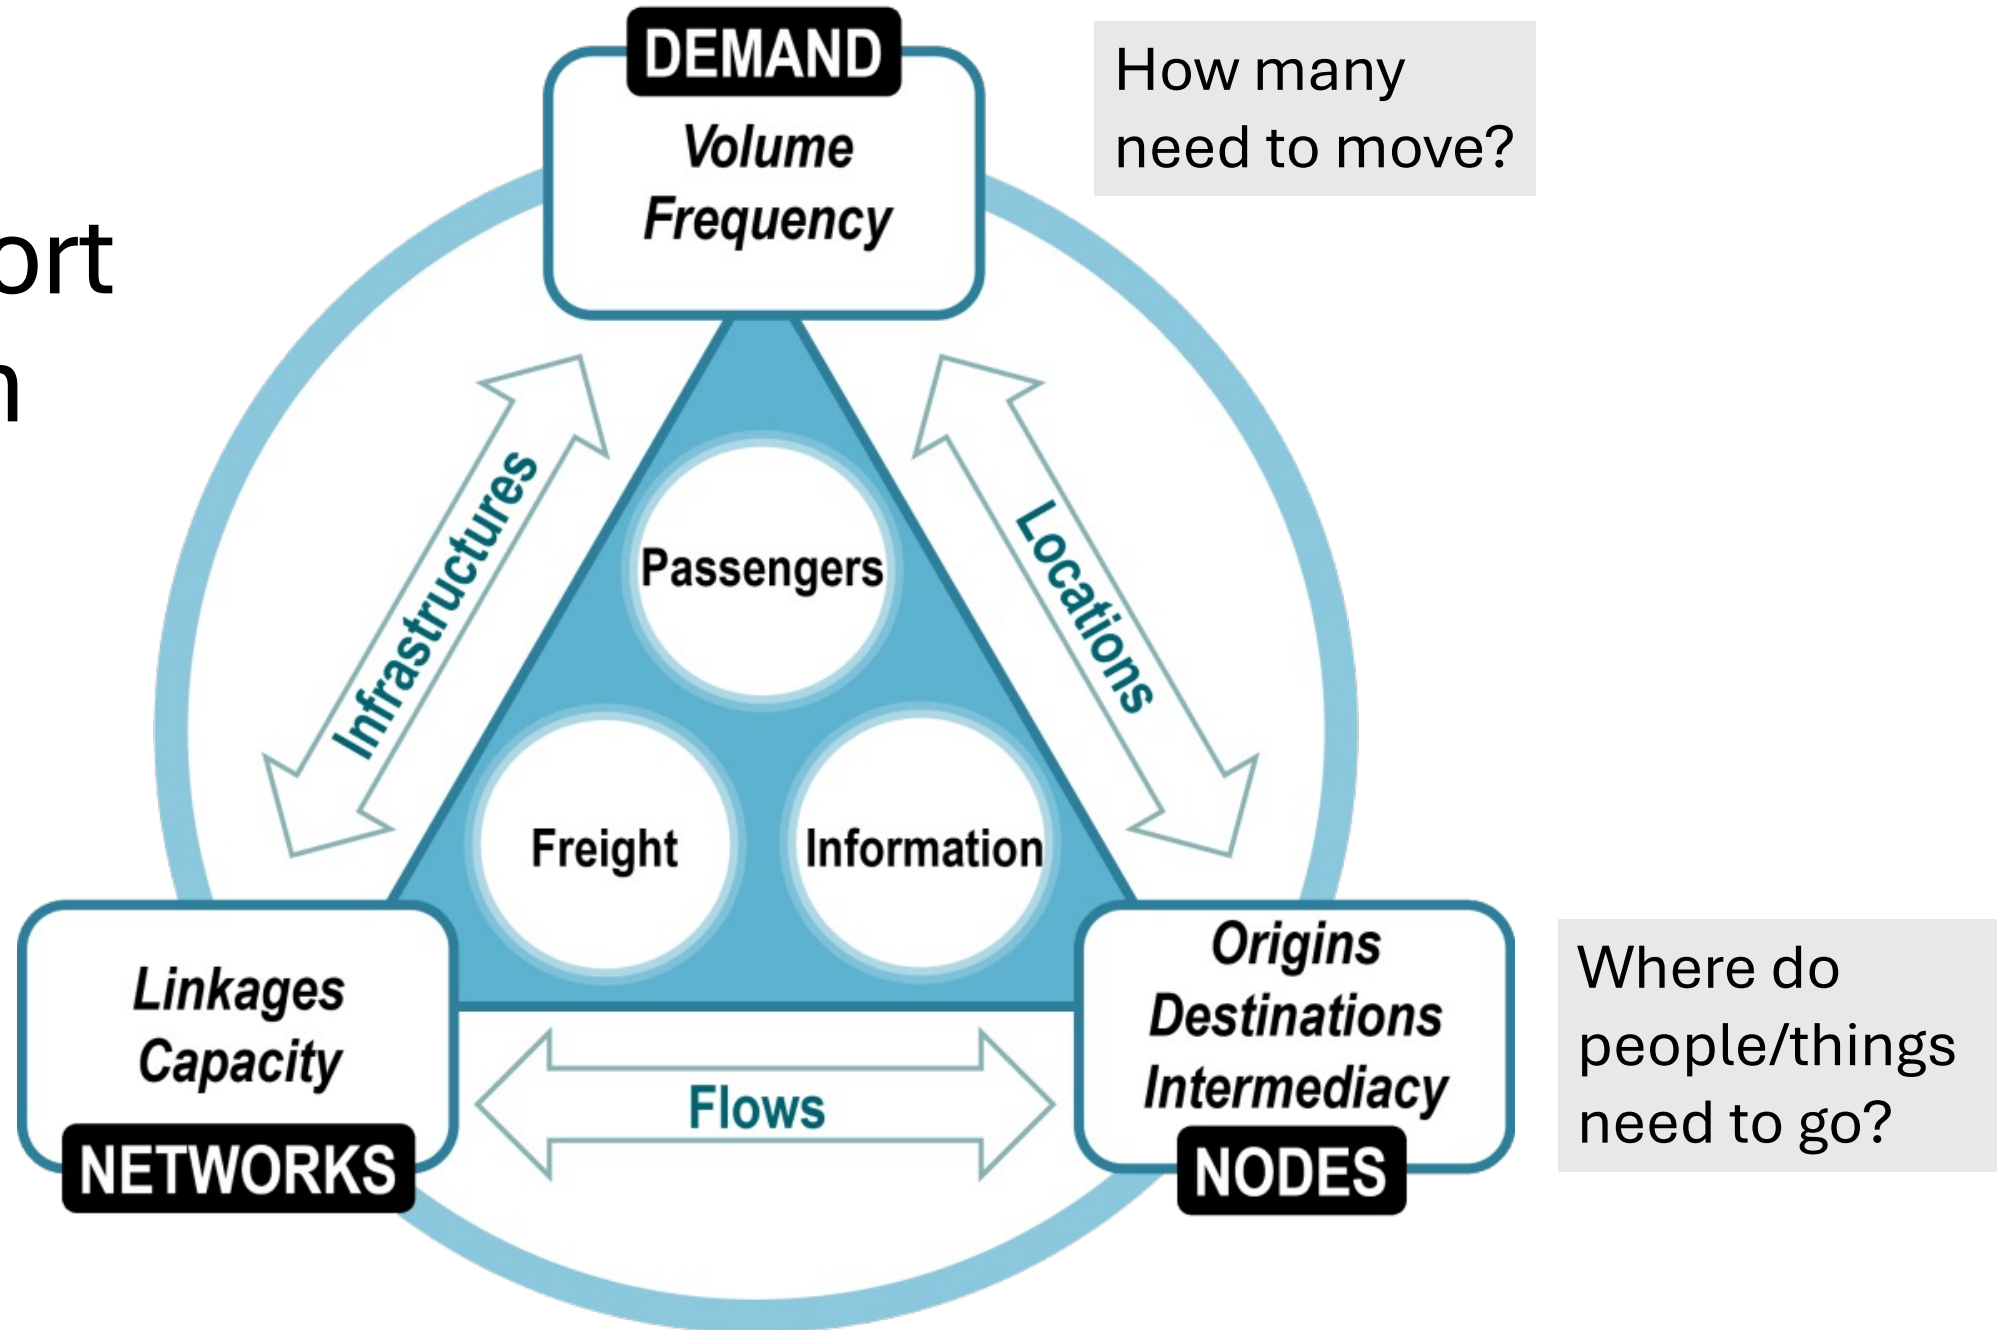 ort
n
DEMAND
Volume
Frequency
How many
need to move?
Infrastructures
Locations
Passengers
Freight
Information
Linkages
Capacity
NETWORKS
Flows
Origins
Destinations
Intermediacy
NODES
Where do
people/things
need to go?